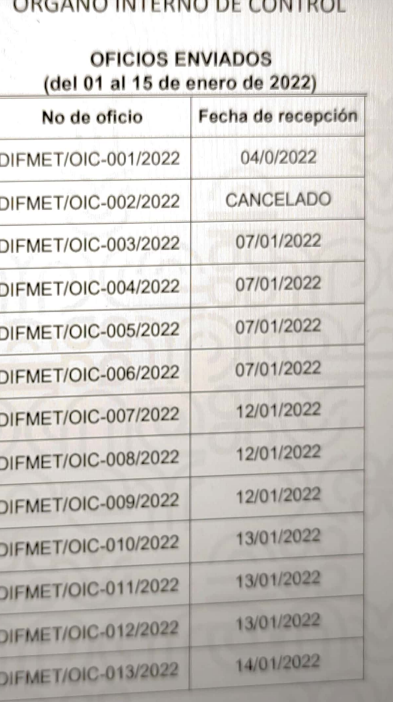 ÓRGANO INTERNO DE CONTROL
OFICIOS ENVIADOS
(del 01 al 15 de enero de 2022)
No de oficio Fecha de recepción
DIFMET/OIC-001/2022 04/0/2022
DIFMET/OIC-002/2022 CANCELADO
DIFMET/OIC-003/2022 07/01/2022
DIFMET/OIC-004/2022 07/01/2022
DIFMET/OIC-005/2022 07/01/2022
DIFMET/OIC-006/2022 07/01/2022
DIFMET/OIC-007/2022 12/01/2022
DIFMET/OIC-008/2022 12/01/2022
DIFMET/OIC-009/2022 12/01/2022
DIFMET/OIC-010/2022 13/01/2022
DIFMET/OIC-011/2022 13/01/2022
DIFMET/OIC-012/2022 13/01/2022
DIFMET/OIC-013/2022 14/01/2022